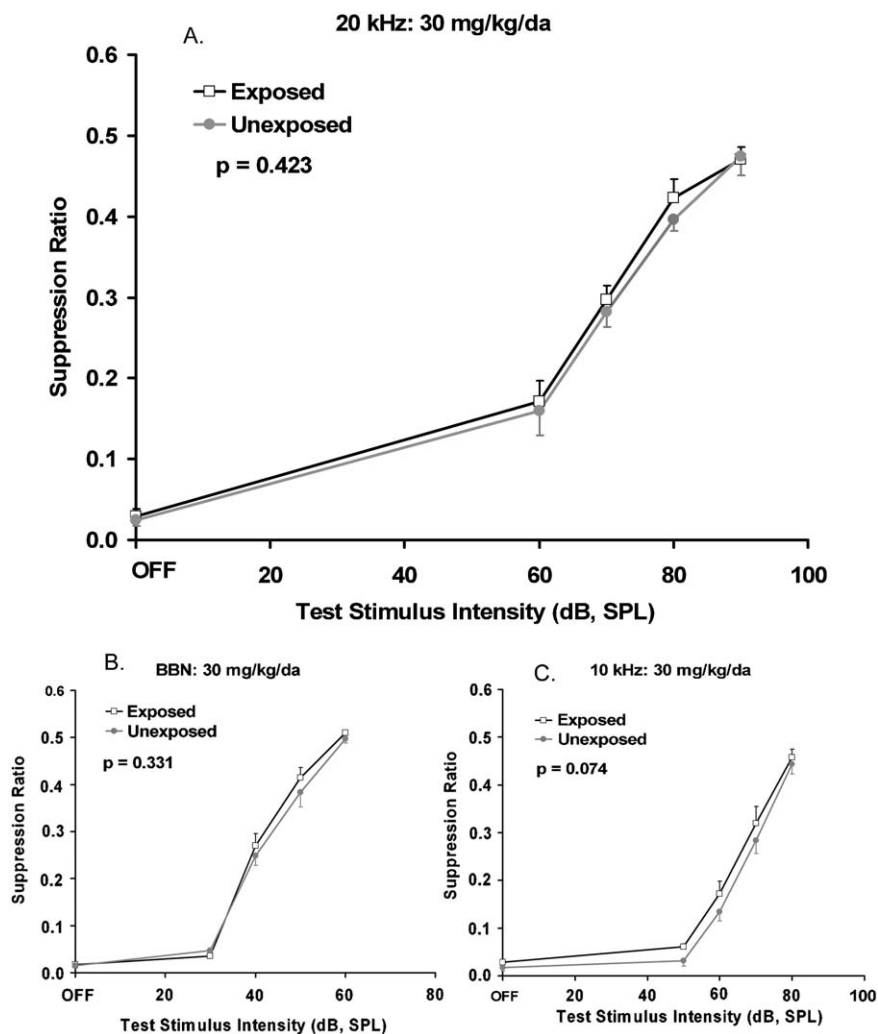 A.
20 kHz: 30 mg/kg/da
Exposed
Unexposed
p = 0.423
Suppression Ratio
0.6
0.5
0.4
0.3
0.2
0.1
0.0
OFF 20 40 60 80 100
Test Stimulus Intensity (dB, SPL)
B.
BBN: 30 mg/kg/da
Exposed
Unexposed
p = 0.331
Suppression Ratio
0.6
0.5
0.4
0.3
0.2
0.1
0.0
OFF 20 40 60 80
Test Stimulus Intensity (dB, SPL)
C.
10 kHz: 30 mg/kg/da
Exposed
Unexposed
p = 0.074
Suppression Ratio
0.6
0.5
0.4
0.3
0.2
0.1
0.0
OFF 20 40 60 80 100
Test Stimulus Intensity (dB, SPL)